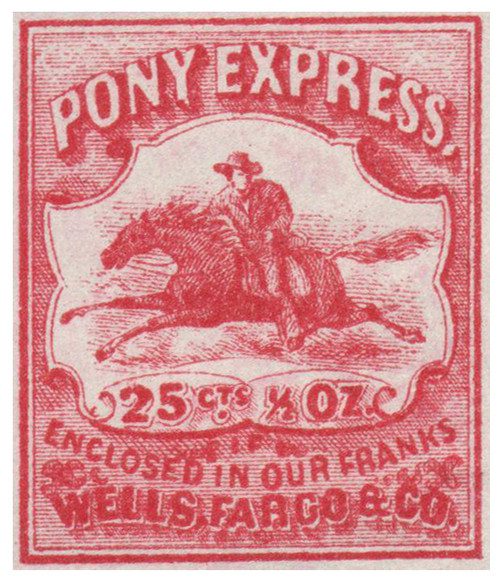 PONY EXPRESS,
25 CTS ½ OZ.
ENCLOSED IN OUR FRANKS
WELLS, FARGO & CO.